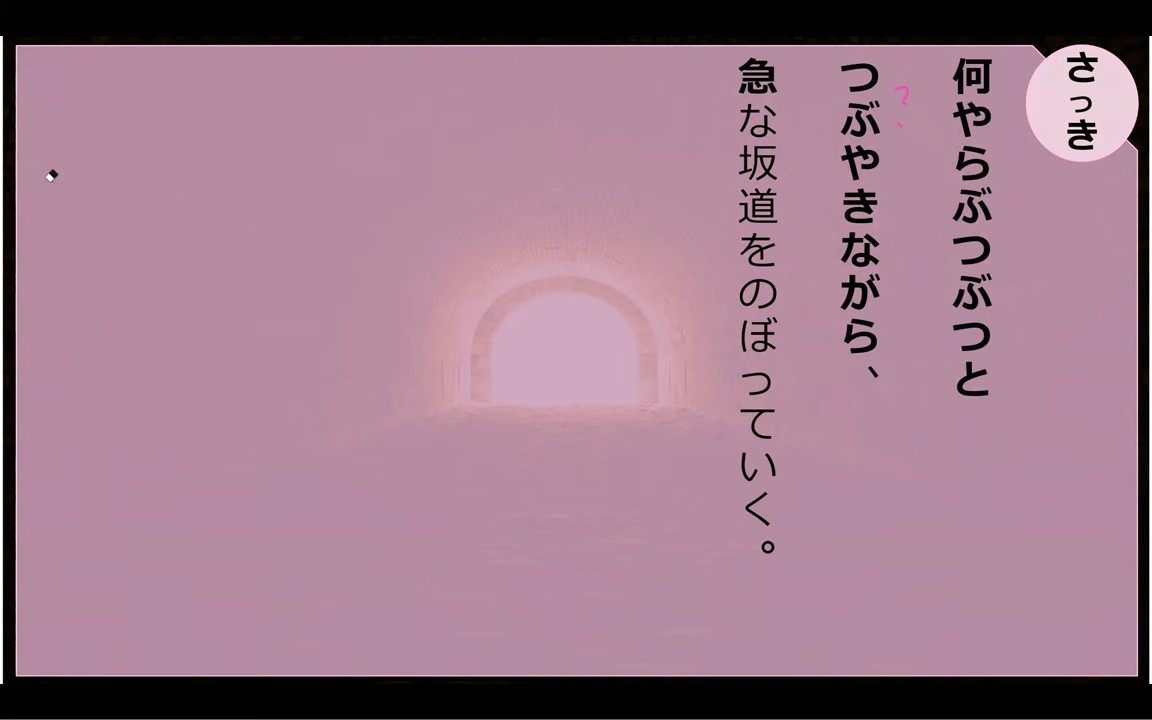 さっき
何やらぶつぶつと
つぶやきながら、
?
急な坂道をのぼっていく。